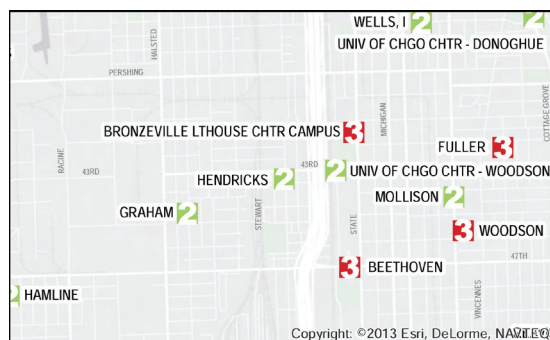 WELLS, I 2
2
UNIV OF CHGO CHTR - DONOGHUE
HALSTED
PERSHING
COTTAGE GROVE
MICHIGAN
BRONZEVILLE LTHOUSE CHTR CAMPUS 3
FULLER 3
RACINE
43RD
43RD
HENDRICKS 2
2 UNIV OF CHGO CHTR - WOODSON
MOLLISON 2
GRAHAM 2
STEWART
STATE
3 WOODSON
47TH
3 BEETHOVEN
2 HAMLINE
VINCENNES
Copyright: ©2013 Esri, DeLorme, NAVTEQ